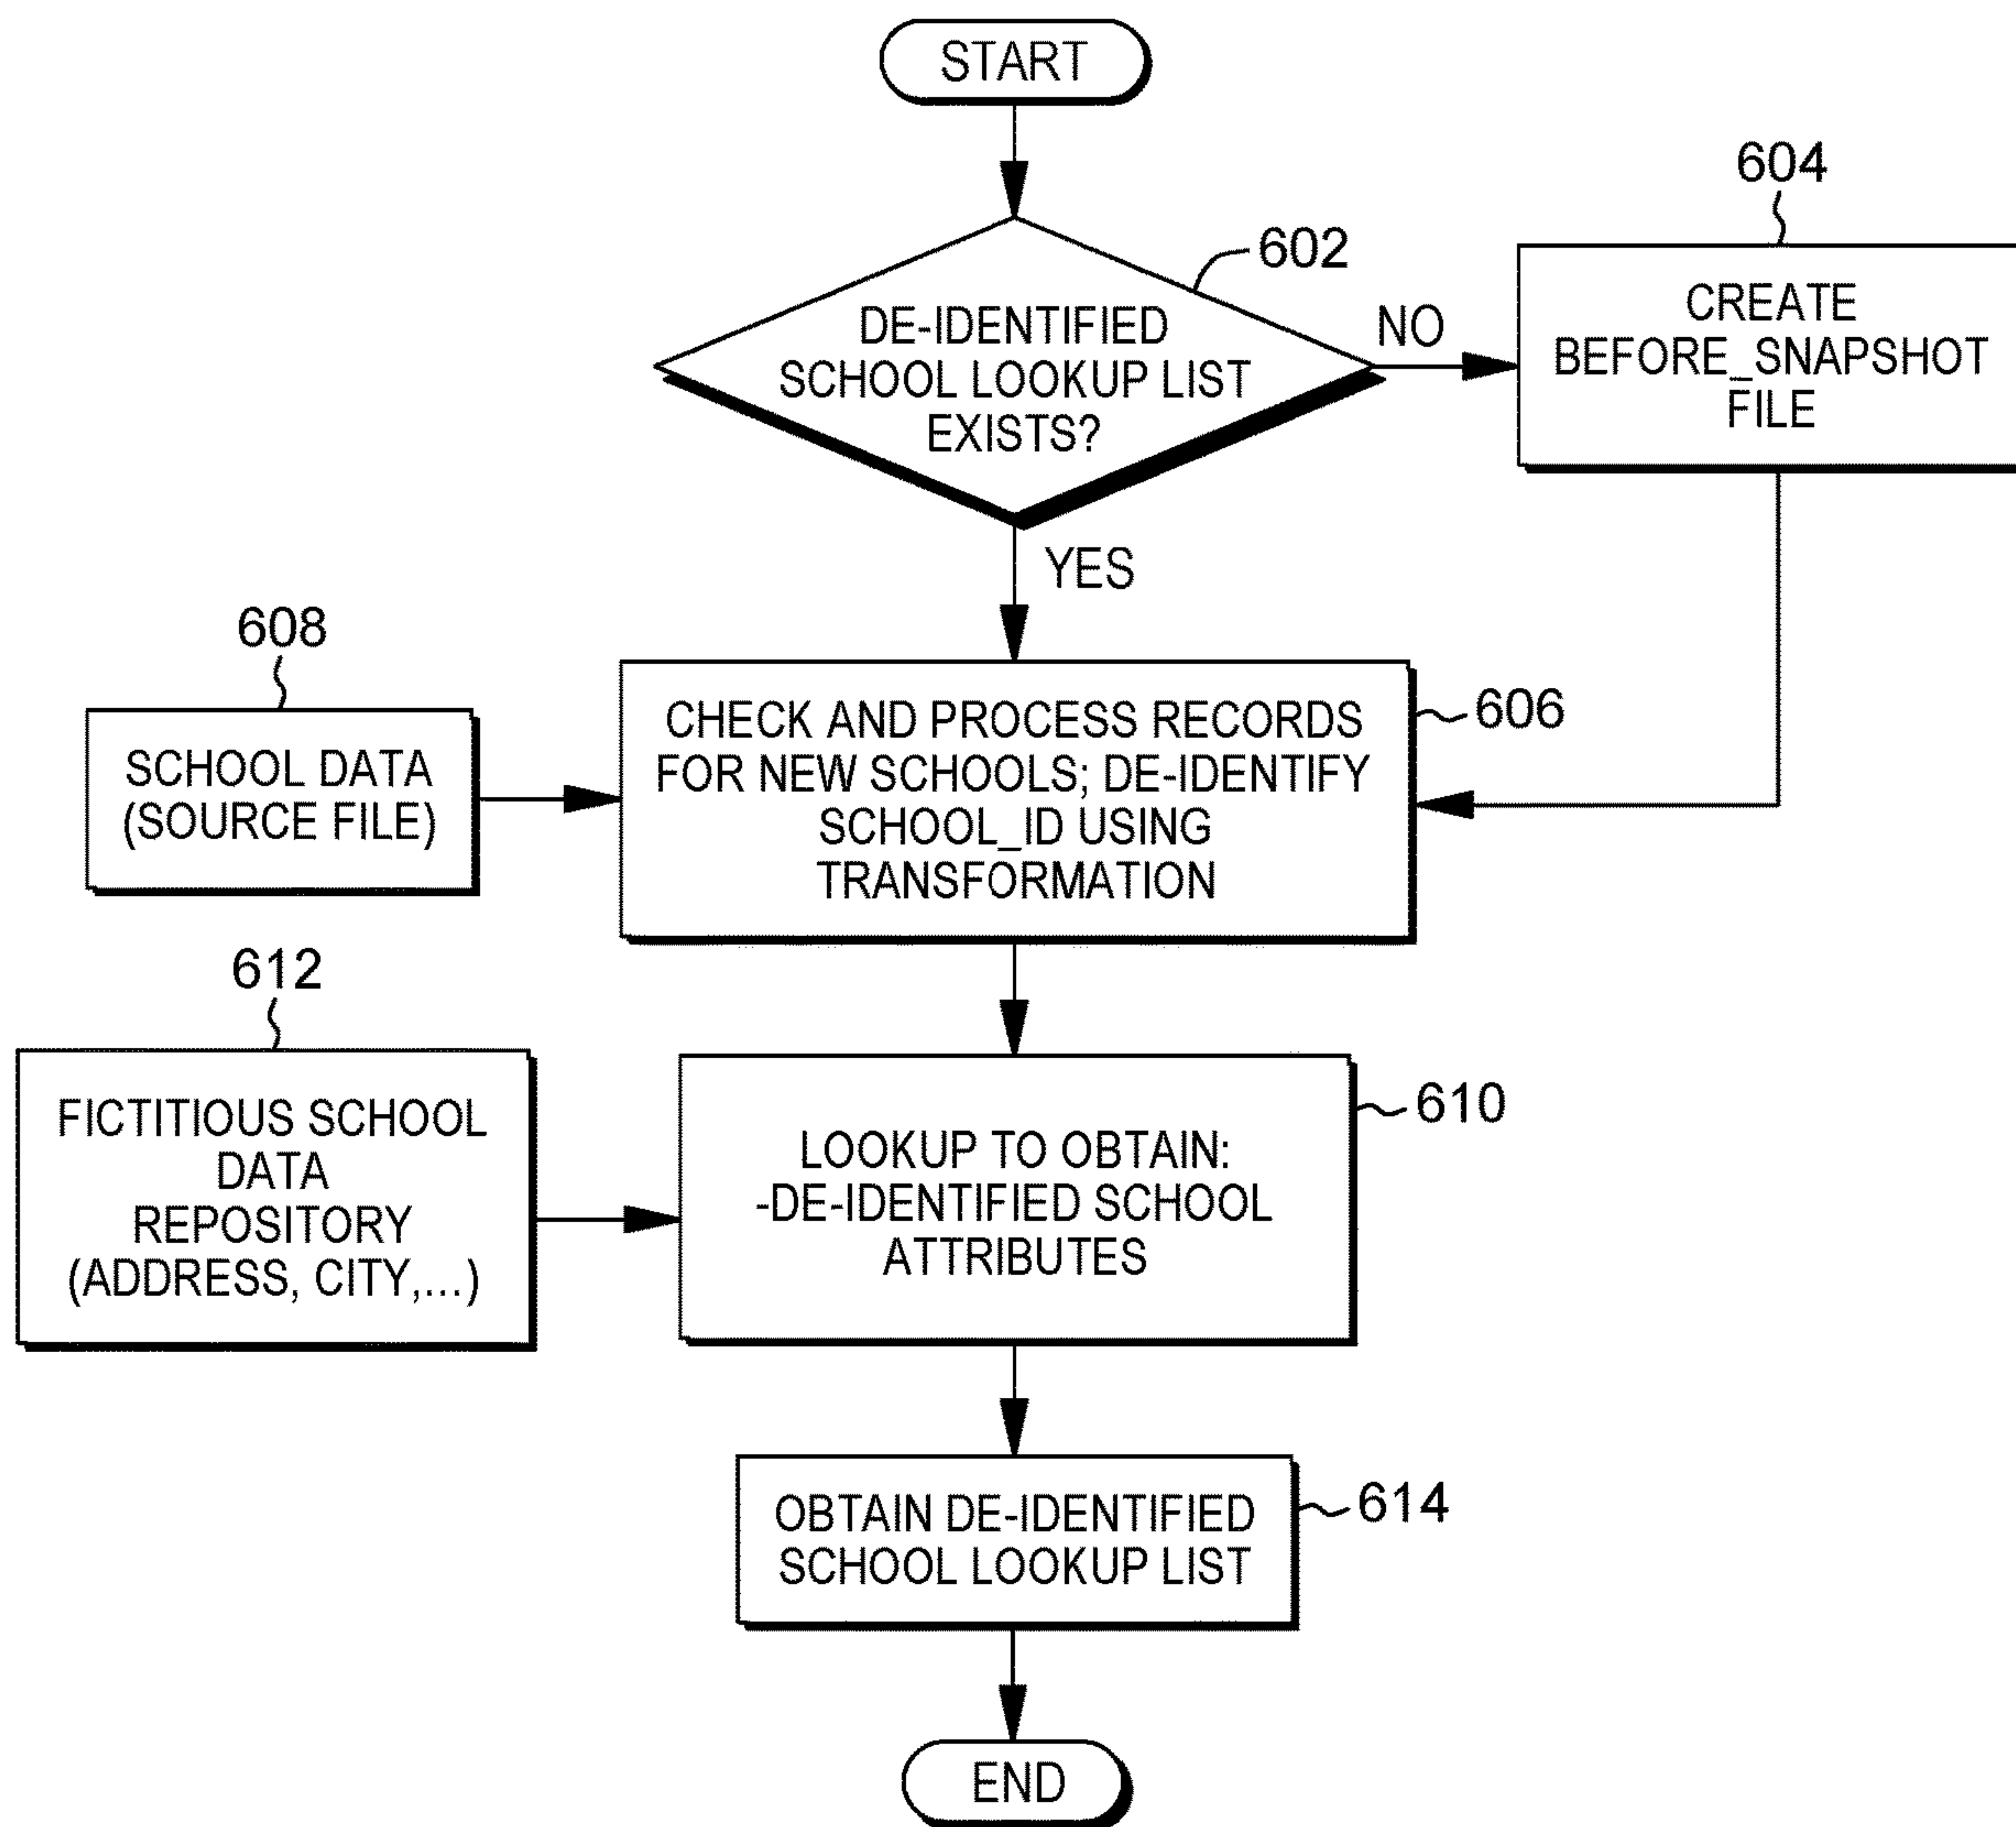 START
604
602
DE-IDENTIFIED
SCHOOL LOOKUP LIST
EXISTS?
NO
CREATE
BEFORE_SNAPSHOT
FILE
YES
608
SCHOOL DATA
(SOURCE FILE)
606
CHECK AND PROCESS RECORDS
FOR NEW SCHOOLS; DE-IDENTIFY
SCHOOL_ID USING
TRANSFORMATION
612
FICTITIOUS SCHOOL
DATA
REPOSITORY
(ADDRESS, CITY,...)
610
LOOKUP TO OBTAIN:
-DE-IDENTIFIED SCHOOL
ATTRIBUTES
614
OBTAIN DE-IDENTIFIED
SCHOOL LOOKUP LIST
END